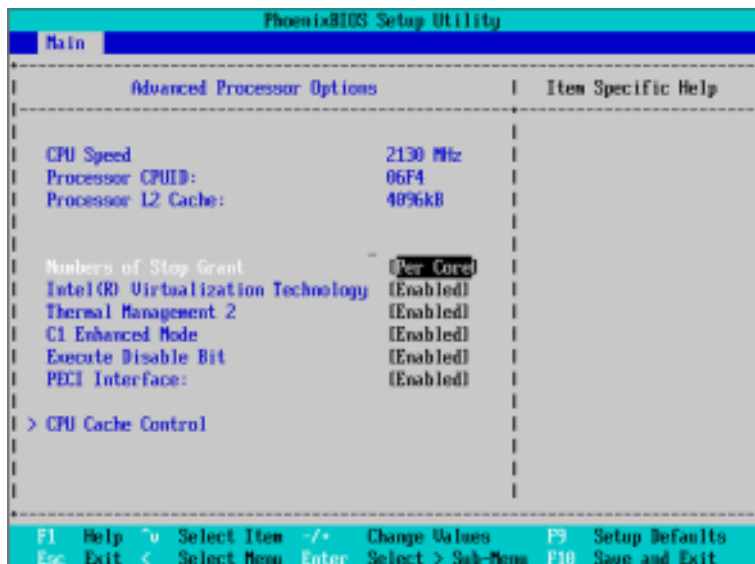 PhoenixBIOS Setup Utility
Main
Advanced Processor Options
Item Specific Help
CPU Speed 2130 MHz
Processor CPUID: 06F4
Processor L2 Cache: 4096kB
Numbers of Stop Grant [Per Core]
Intel(R) Virtualization Technology [Enabled]
Thermal Management 2 [Enabled]
C1 Enhanced Mode [Enabled]
Execute Disable Bit [Enabled]
PECI Interface: [Enabled]
> CPU Cache Control
F1 Help ^v Select Item -/+ Change Values F9 Setup Defaults
Esc Exit < Select Menu Enter Select > Sub-Menu F10 Save and Exit